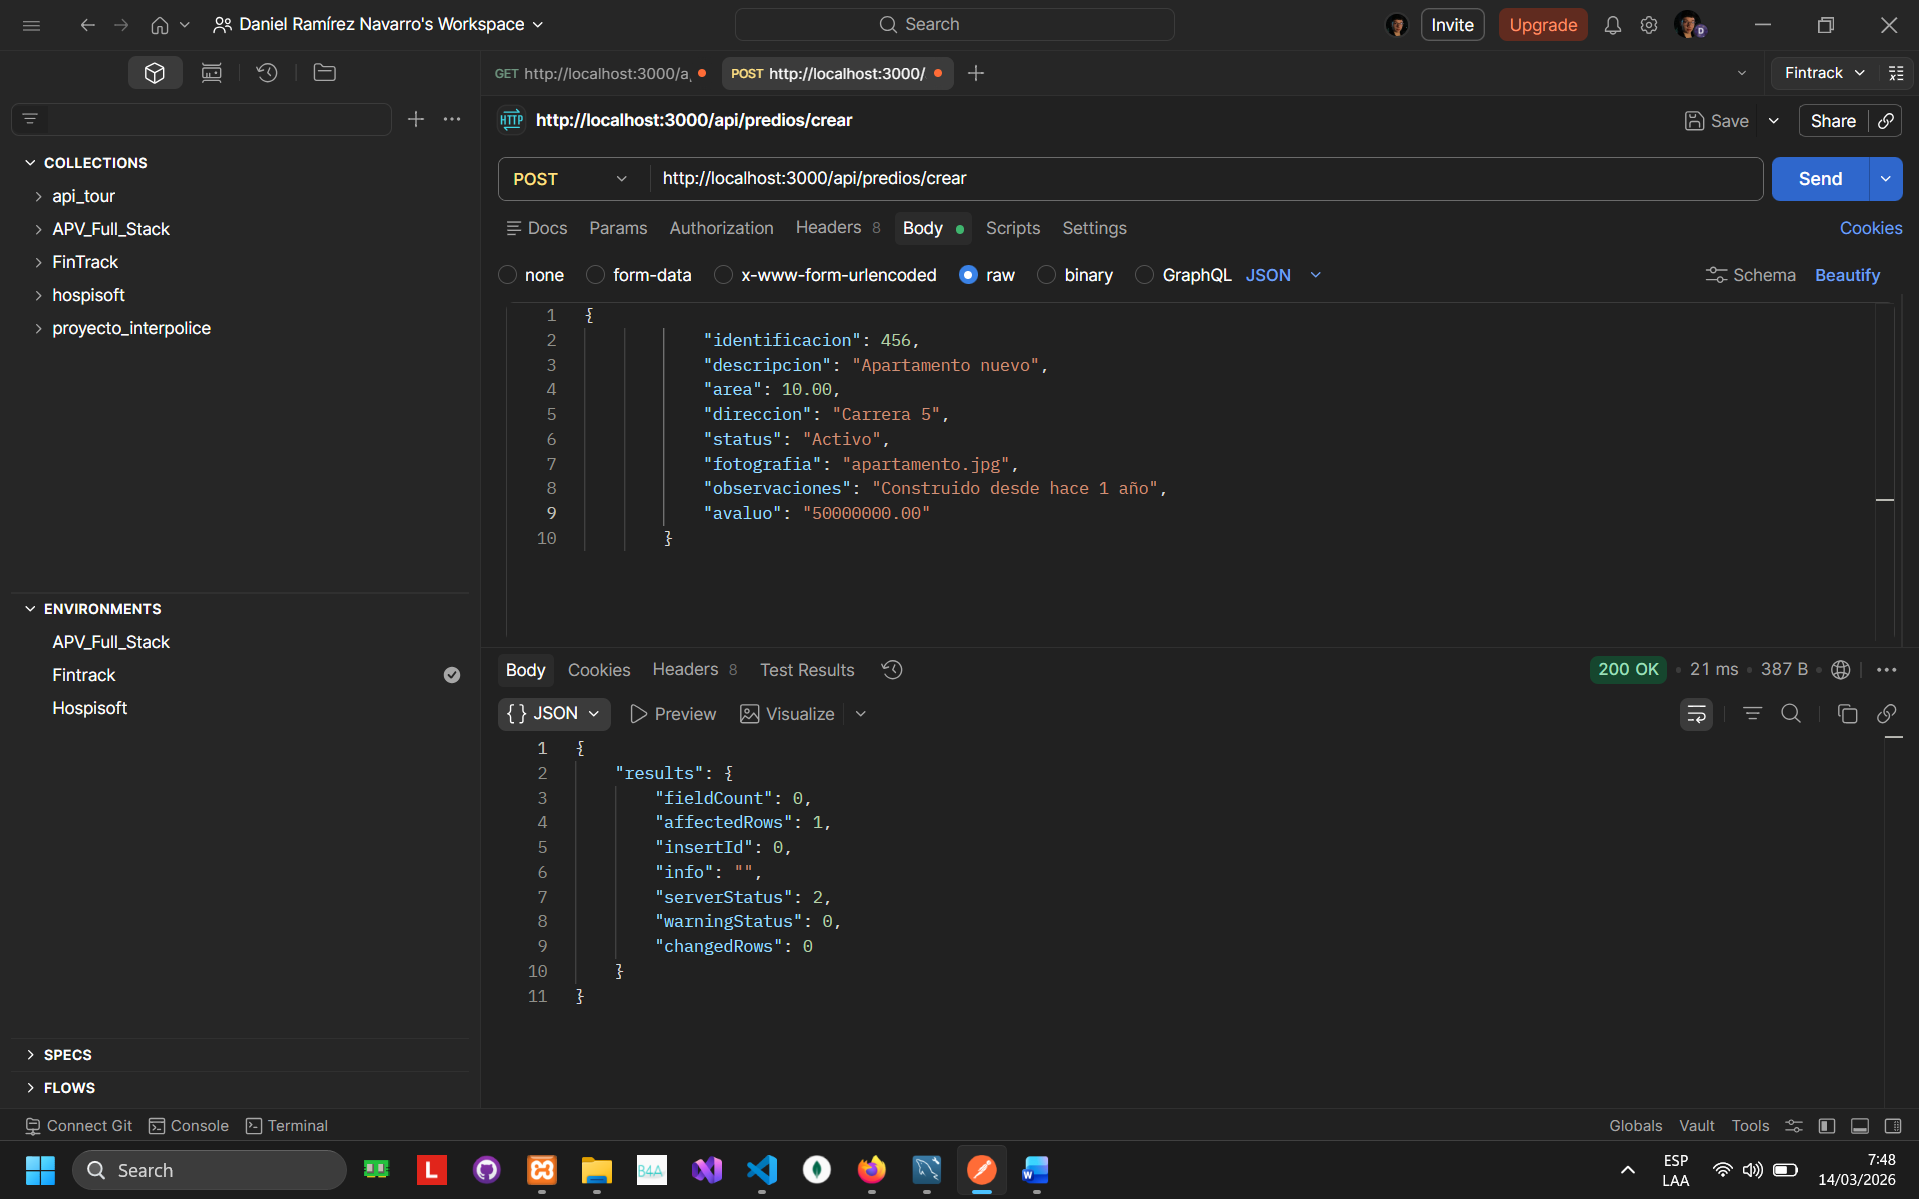 Daniel Ramírez Navarro's Workspace
Search
Invite
Upgrade
D
GET http://localhost:3000/a
POST http://localhost:3000/
Fintrack
HTTP http://localhost:3000/api/predios/crear
Save
Share
COLLECTIONS
api_tour
APV_Full_Stack
FinTrack
hospisoft
proyecto_interpolice
POST
http://localhost:3000/api/predios/crear
Send
Docs
Params
Authorization
Headers 8
Body
Scripts
Settings
Cookies
none
form-data
x-www-form-urlencoded
raw
binary
GraphQL
JSON
Schema
Beautify
1 {
2 "identificacion": 456,
3 "descripcion": "Apartamento nuevo",
4 "area": 10.00,
5 "direccion": "Carrera 5",
6 "status": "Activo",
7 "fotografia": "apartamento.jpg",
8 "observaciones": "Construido desde hace 1 año",
9 "avaluo": "50000000.00"
10 }
ENVIRONMENTS
APV_Full_Stack
Fintrack
Hospisoft
Body
Cookies
Headers 8
Test Results
200 OK
21 ms
387 B
{} JSON
Preview
Visualize
1 {
2 "results": {
3 "fieldCount": 0,
4 "affectedRows": 1,
5 "insertId": 0,
6 "info": "",
7 "serverStatus": 2,
8 "warningStatus": 0,
9 "changedRows": 0
10 }
11 }
SPECS
FLOWS
Connect Git
Console
Terminal
Globals
Vault
Tools
Search
L
B4A
W
ESP
LAA
7:48
14/03/2026